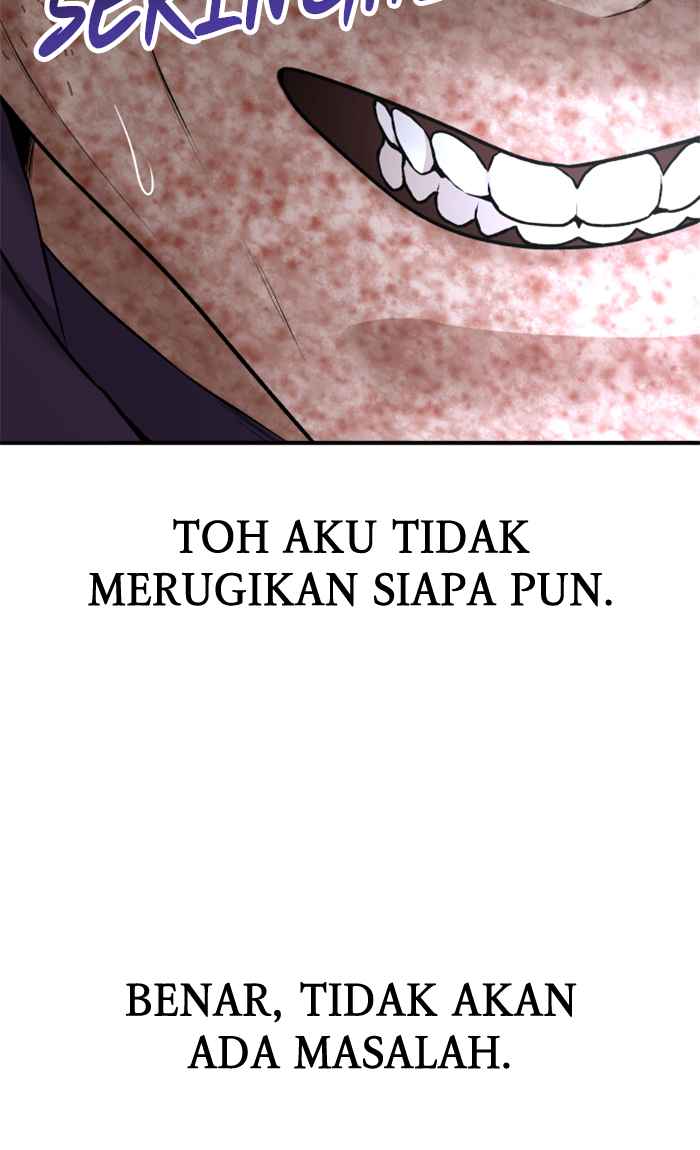 TOH AKU TIDAK
MERUGIKAN SIAPA PUN.
BENAR, TIDAK AKAN
ADA MASALAH.